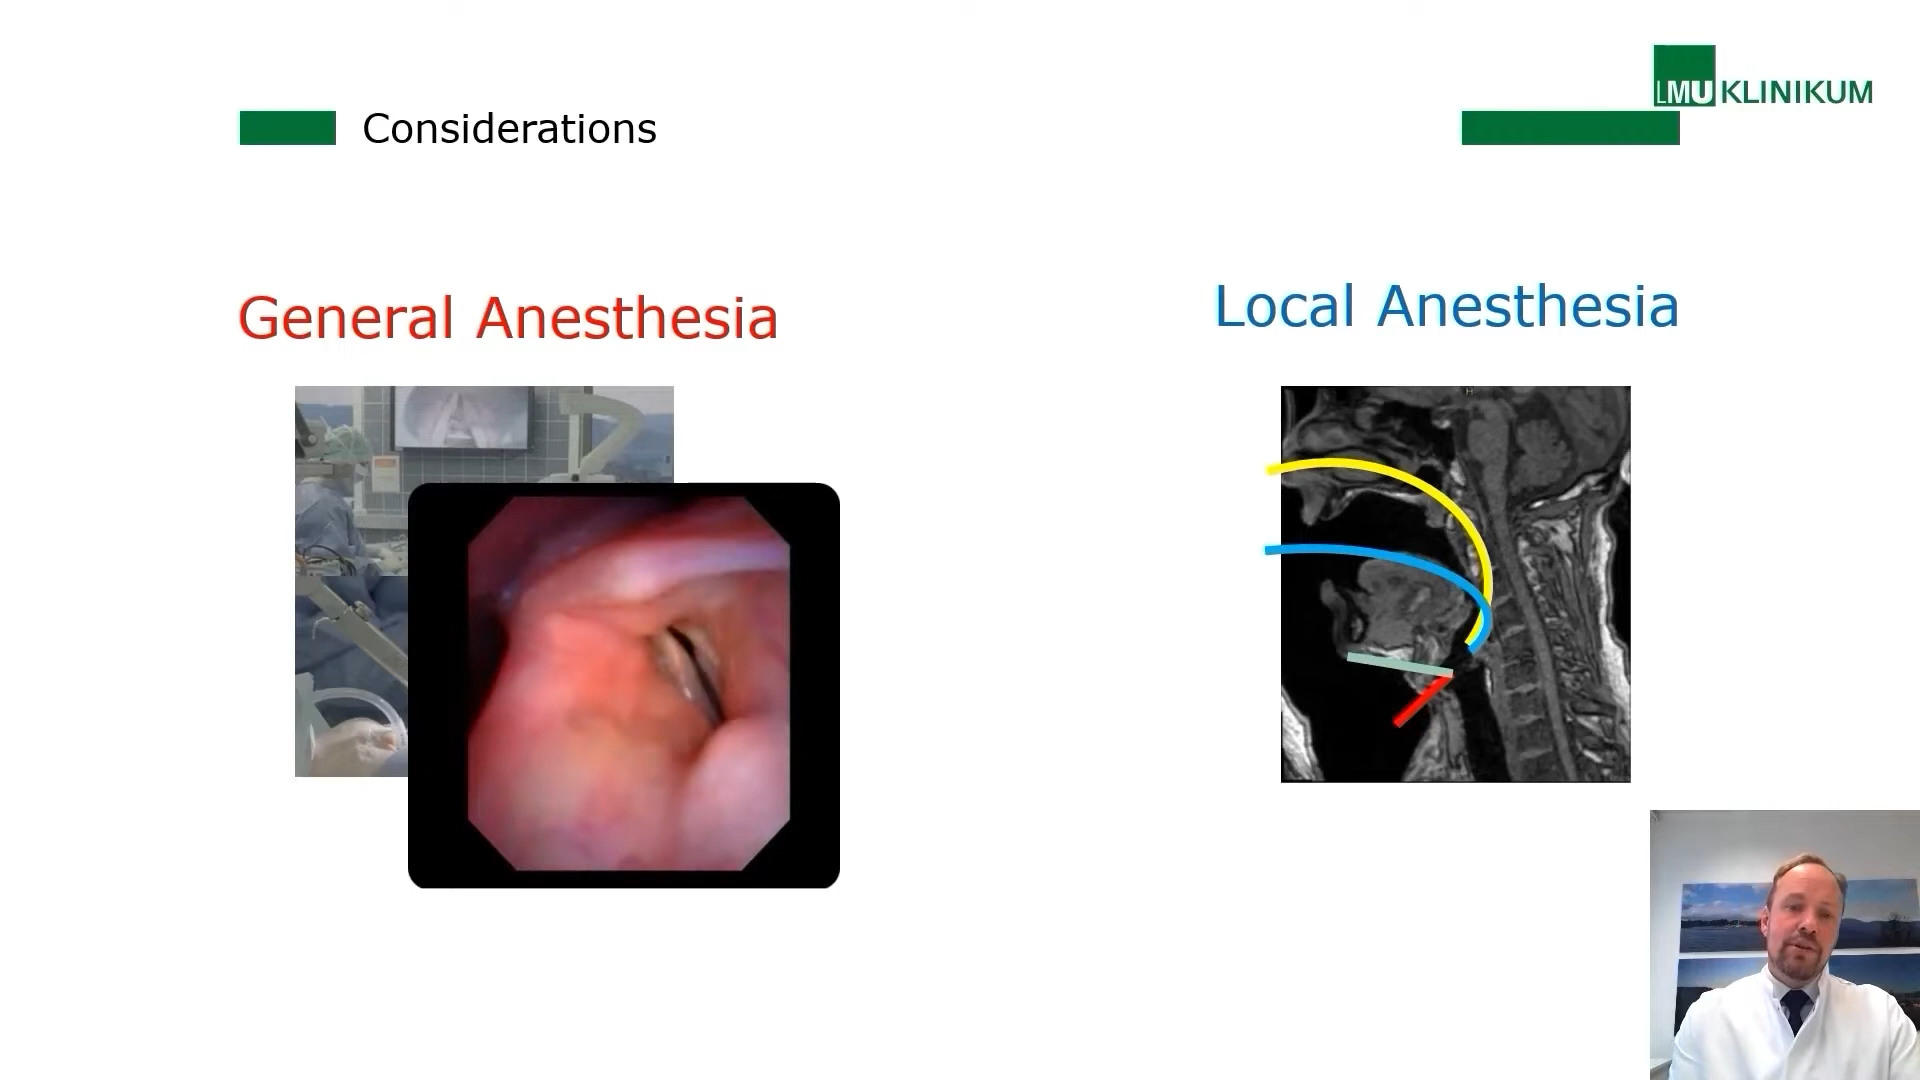 LMU KLINIKUM
Considerations
General Anesthesia
Local Anesthesia
H